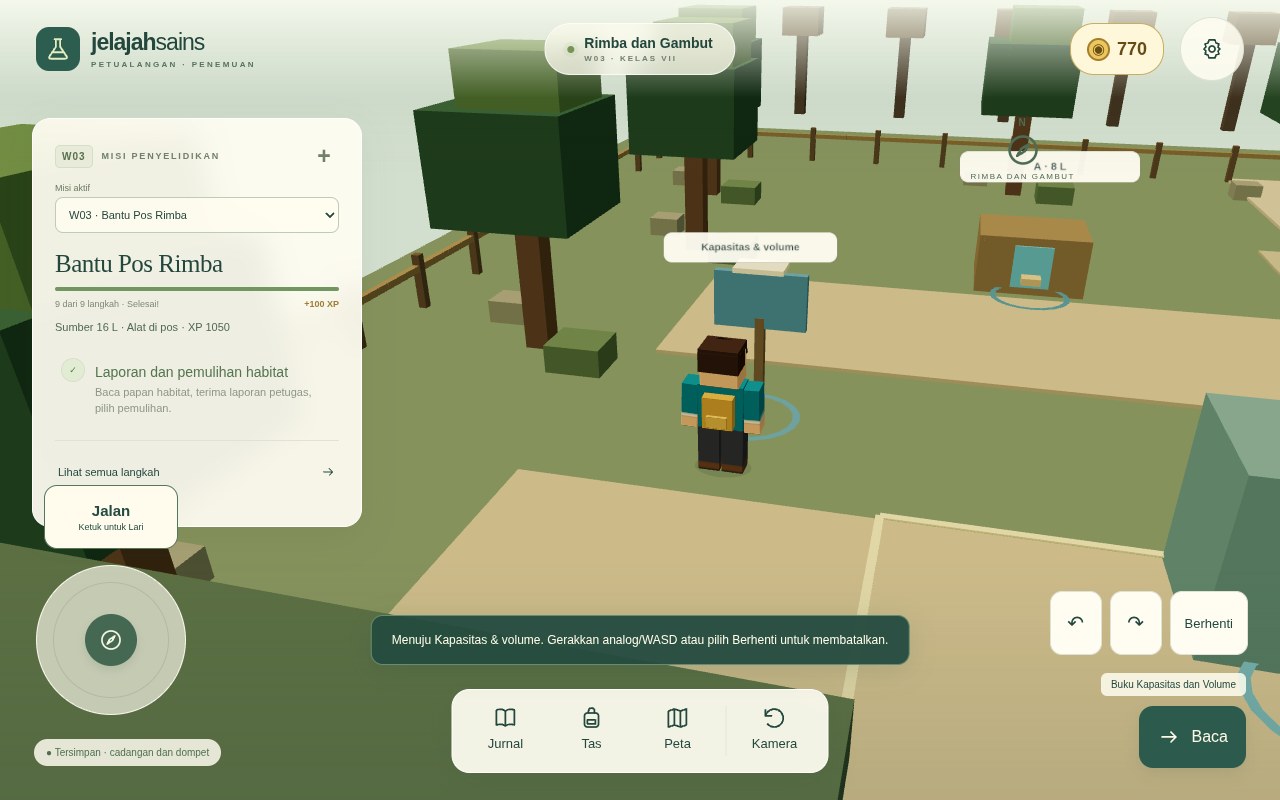 jelajahsains
PETUALANGAN · PENEMUAN
Rimba dan Gambut
W03 · KELAS VII
770
W03 MISI PENYELIDIKAN
Misi aktif
W03 · Bantu Pos Rimba
Bantu Pos Rimba
9 dari 9 langkah · Selesai!
+100 XP
Sumber 16 L · Alat di pos · XP 1050
Laporan dan pemulihan habitat
Baca papan habitat, terima laporan petugas,
pilih pemulihan.
Lihat semua langkah
Jalan
Ketuk untuk Lari
N
A · 8 L
RIMBA DAN GAMBUT
Kapasitas & volume
Menuju Kapasitas & volume. Gerakkan analog/WASD atau pilih Berhenti untuk membatalkan.
Berhenti
Buku Kapasitas dan Volume
Baca
Jurnal
Tas
Peta
Kamera
Tersimpan · cadangan dan dompet